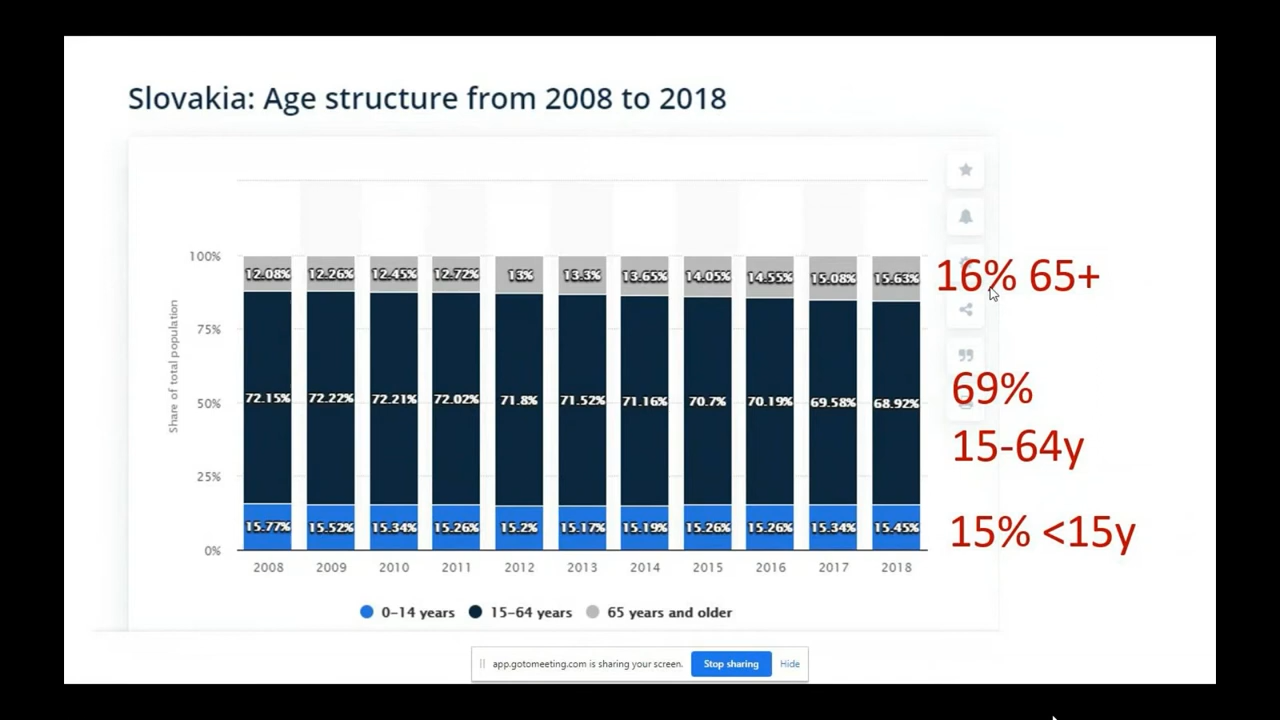 Slovakia: Age structure from 2008 to 2018
Share of total population
100%
75%
50%
25%
0%
12.08% 12.26% 12.45% 12.72% 13% 13.3% 13.65% 14.05% 14.55% 15.08% 15.63%
16% 65+
72.15% 72.22% 72.21% 72.02% 71.8% 71.52% 71.16% 70.7% 70.19% 69.58% 68.92%
69%
15-64y
15.77% 15.52% 15.34% 15.26% 15.2% 15.17% 15.19% 15.26% 15.26% 15.34% 15.45%
15% <15y
2008 2009 2010 2011 2012 2013 2014 2015 2016 2017 2018
0–14 years 15–64 years 65 years and older
app.gotomeeting.com is sharing your screen. Stop sharing Hide